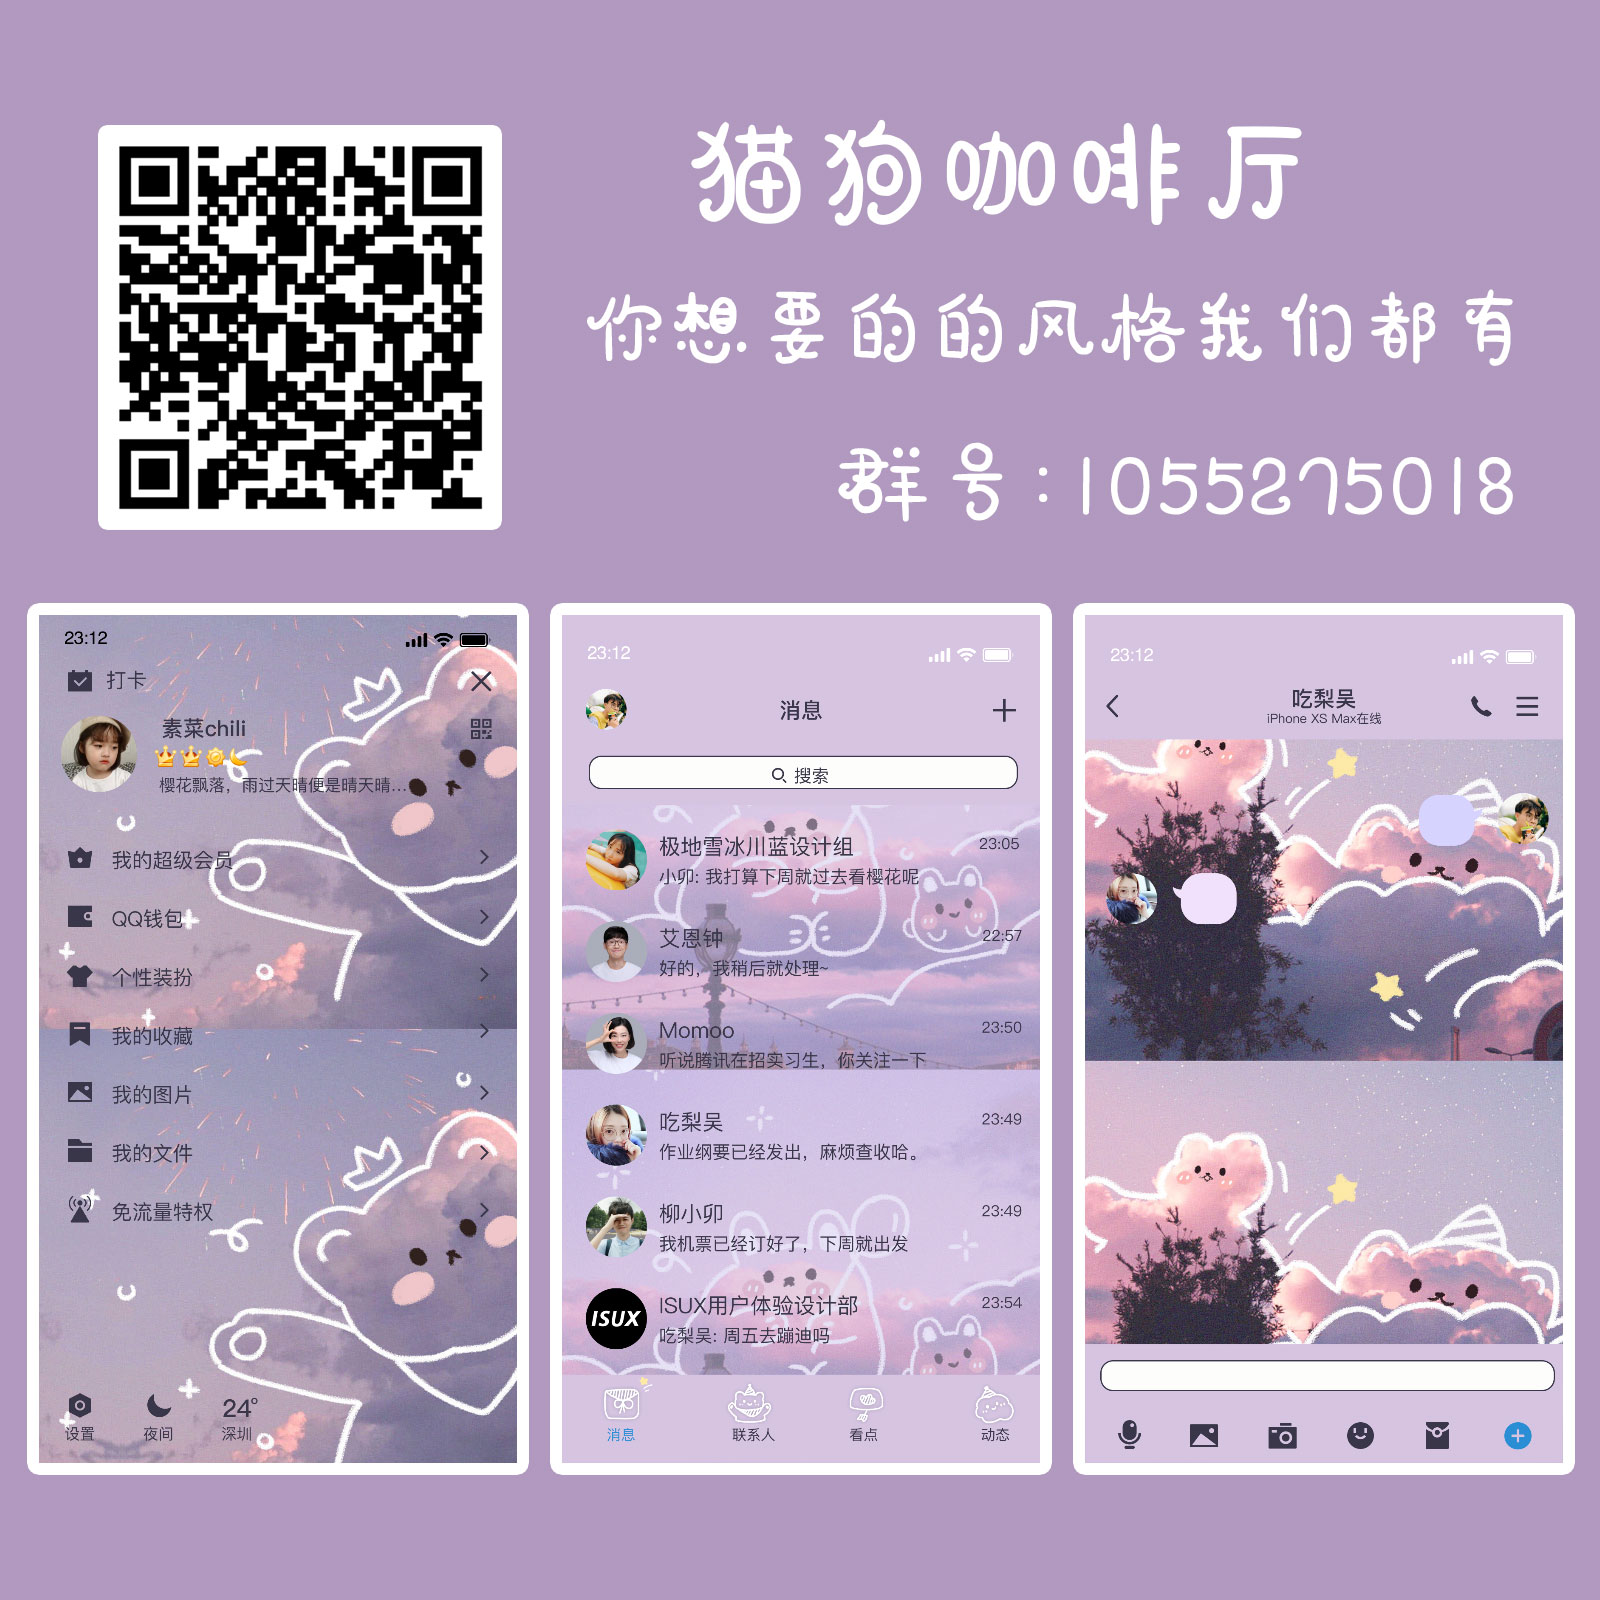 猫狗咖啡厅
你想要的的风格我们都有
群号:1055275018
23:12
打卡
素菜chili
樱花飘落，雨过天晴便是晴天晴...
我的超级会员
QQ钱包
个性装扮
我的收藏
我的图片
我的文件
免流量特权
设置
夜间
24°
深圳
23:12
消息
搜索
极地雪冰川蓝设计组
23:05
小卯: 我打算下周就过去看樱花呢
艾恩钟
22:57
好的，我稍后就处理~
Momoo
23:50
听说腾讯在招实习生，你关注一下
吃梨吴
23:49
作业纲要已经发出，麻烦查收哈。
柳小卯
23:49
我机票已经订好了，下周就出发
ISUX
ISUX用户体验设计部
23:54
吃梨吴: 周五去蹦迪吗
消息
联系人
看点
动态
23:12
吃梨吴
iPhone XS Max在线